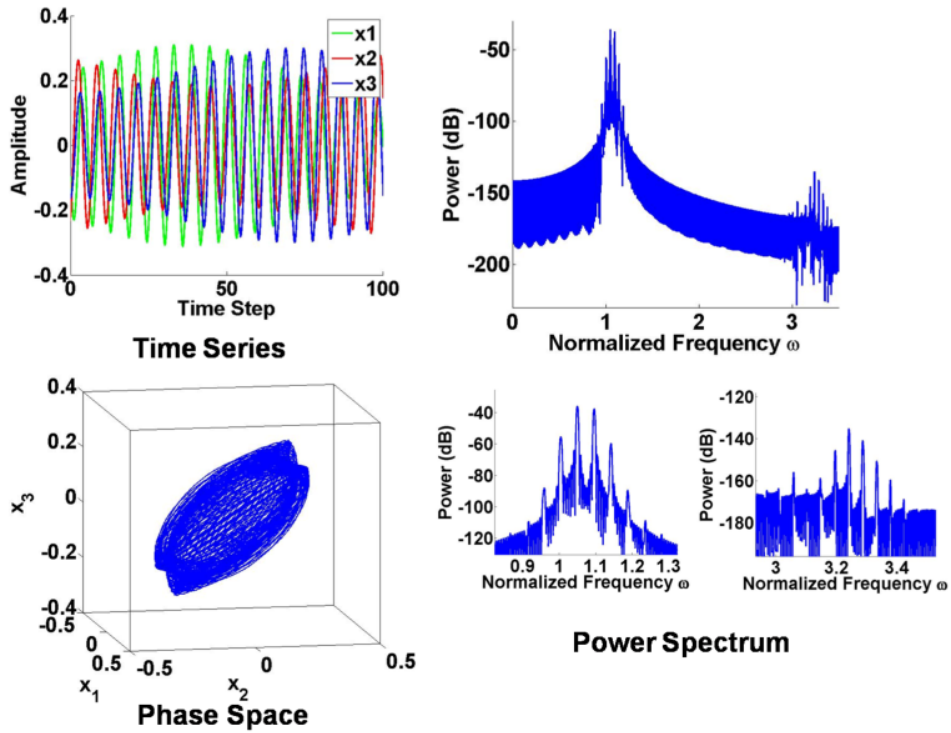 0.4
0.2
0
-0.2
-0.4
Amplitude
x1
x2
x3
0
50
100
Time Step
Time Series
-50
-100
-150
-200
Power (dB)
0
1
2
3
Normalized Frequency ω
0.4
0.2
0
-0.2
-0.4
x3
-0.5
0
0.5
x1
-0.5
0
0.5
x2
Phase Space
-40
-60
-80
-100
-120
Power (dB)
0.9
1
1.1
1.2
1.3
Normalized Frequency ω
-120
-140
-160
-180
Power (dB)
3
3.2
3.4
Normalized Frequency ω
Power Spectrum